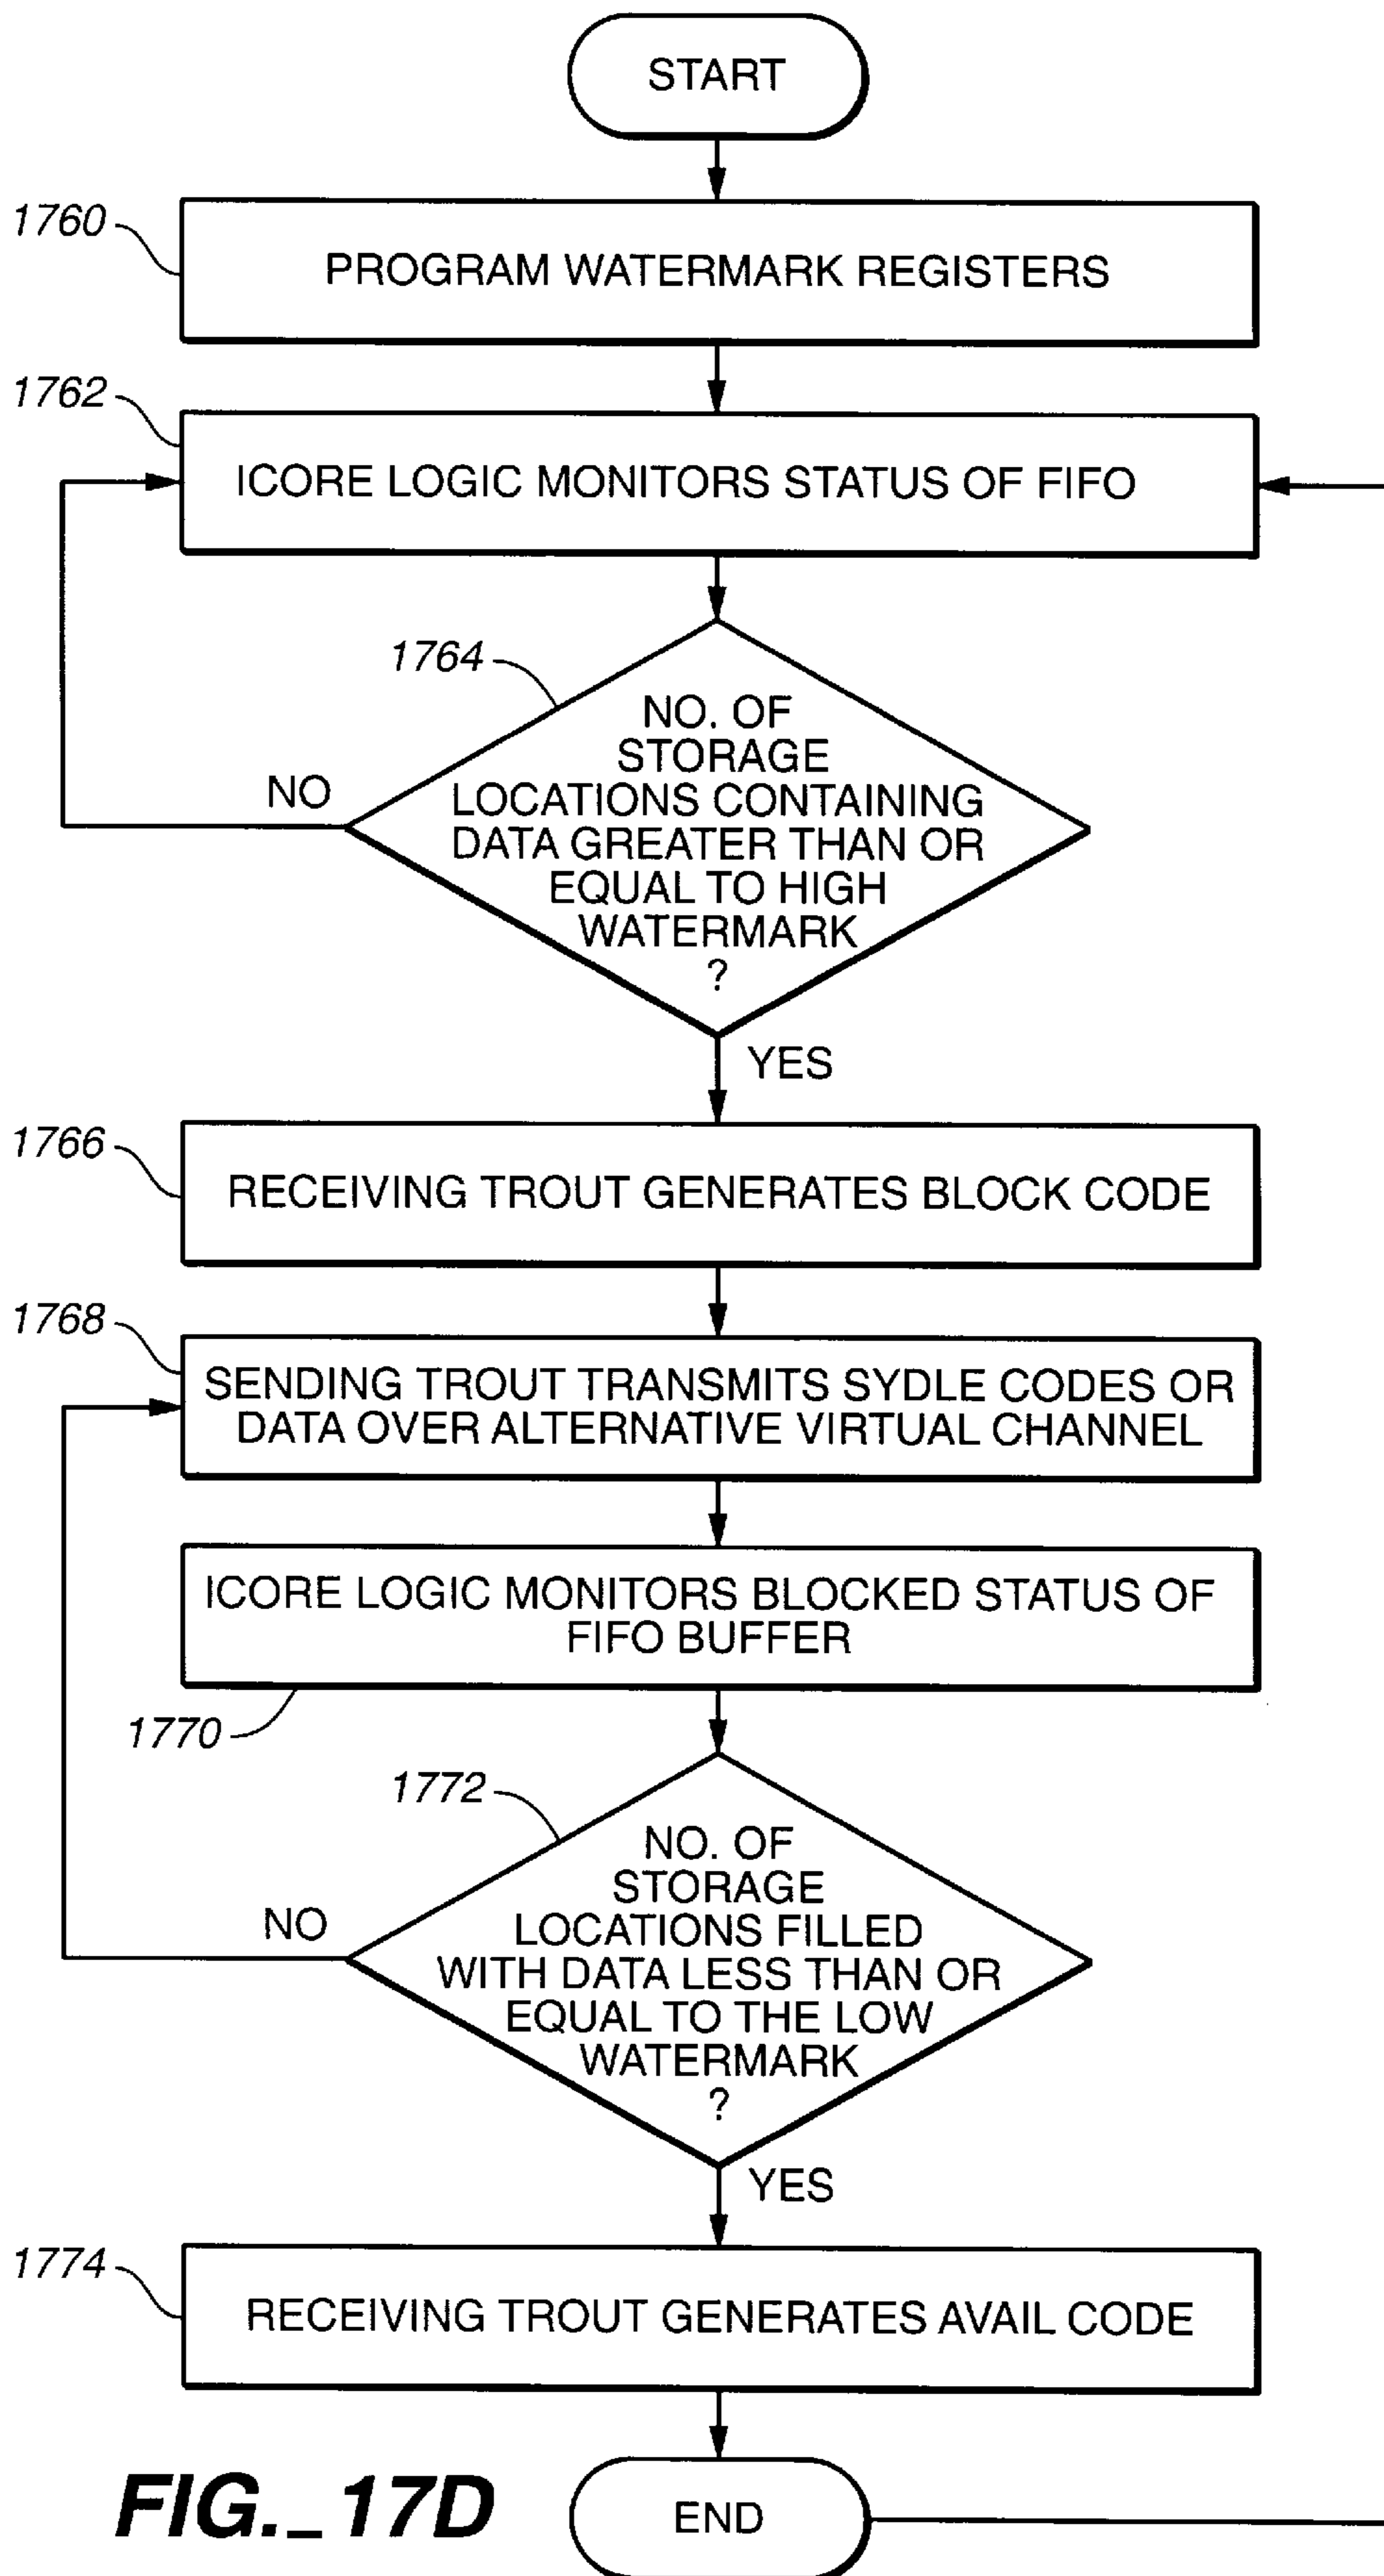 START
1760
PROGRAM WATERMARK REGISTERS
1762
ICORE LOGIC MONITORS STATUS OF FIFO
1764
NO. OF
STORAGE
LOCATIONS CONTAINING
DATA GREATER THAN OR
EQUAL TO HIGH
WATERMARK
?
NO
YES
1766
RECEIVING TROUT GENERATES BLOCK CODE
1768
SENDING TROUT TRANSMITS SYDLE CODES OR
DATA OVER ALTERNATIVE VIRTUAL CHANNEL
ICORE LOGIC MONITORS BLOCKED STATUS OF
FIFO BUFFER
1770
1772
NO. OF
STORAGE
LOCATIONS FILLED
WITH DATA LESS THAN OR
EQUAL TO THE LOW
WATERMARK
?
NO
YES
1774
RECEIVING TROUT GENERATES AVAIL CODE
END
FIG._17D